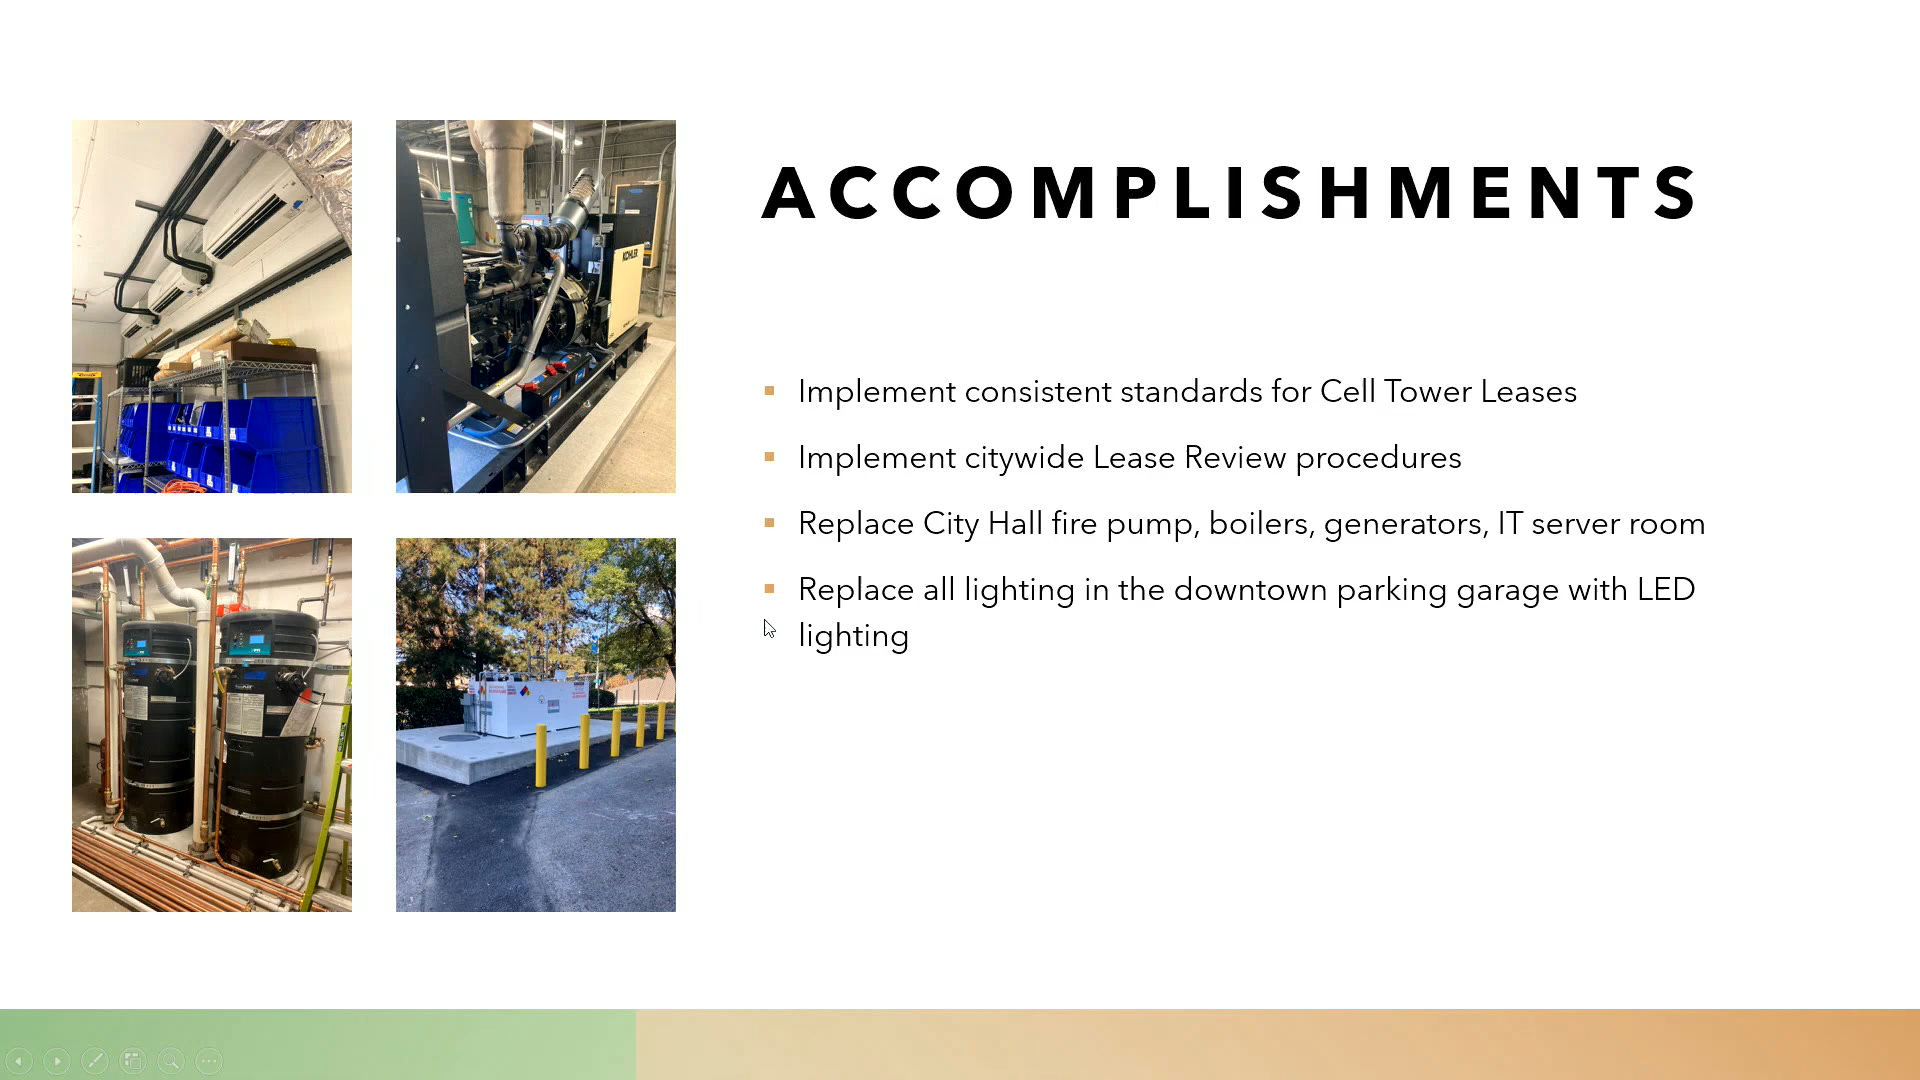 ACCOMPLISHMENTS
Implement consistent standards for Cell Tower Leases
Implement citywide Lease Review procedures
Replace City Hall fire pump, boilers, generators, IT server room
Replace all lighting in the downtown parking garage with LED
lighting
KOHLER